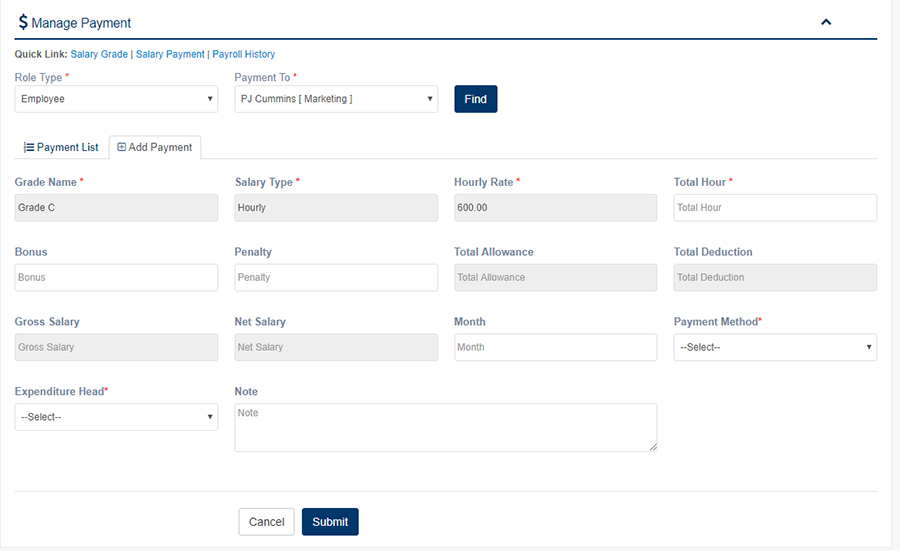 $ Manage Payment
Quick Link: Salary Grade | Salary Payment | Payroll History
Role Type * Payment To *
Employee PJ Cummins [ Marketing ] Find
Payment List Add Payment
Grade Name * Salary Type * Hourly Rate * Total Hour *
Grade C Hourly 600.00 Total Hour
Bonus Penalty Total Allowance Total Deduction
Bonus Penalty Total Allowance Total Deduction
Gross Salary Net Salary Month Payment Method*
Gross Salary Net Salary Month --Select--
Expenditure Head* Note
--Select-- Note
Cancel Submit